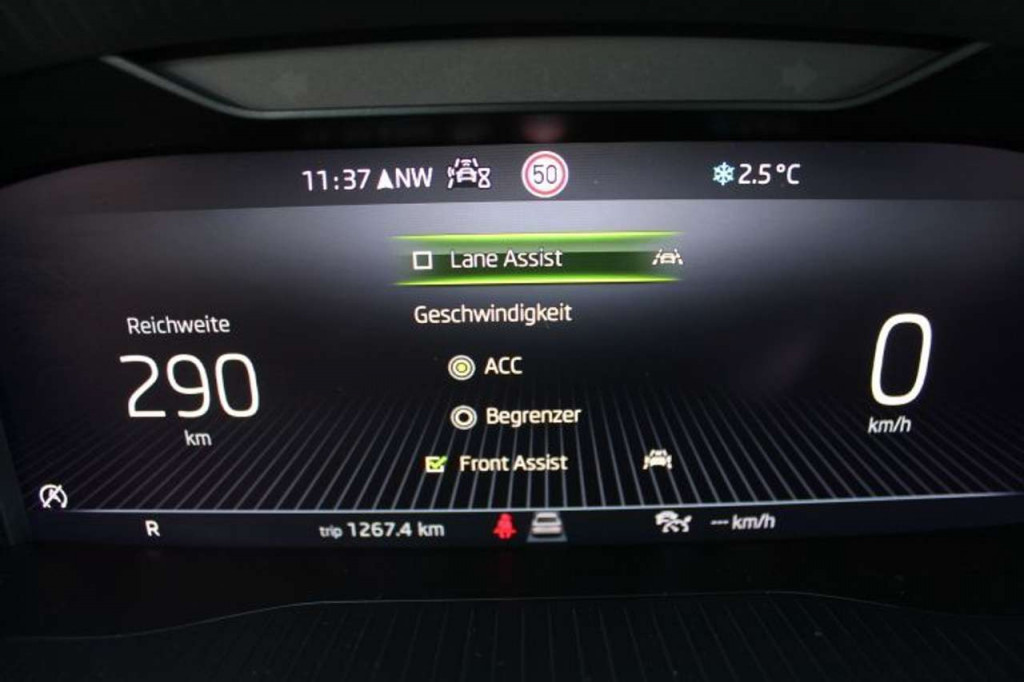 11:37 NW 50 2.5 °C
Lane Assist
Geschwindigkeit
Reichweite
290
km
ACC
Begrenzer
Front Assist
0
km/h
R trip 1267.4 km --- km/h